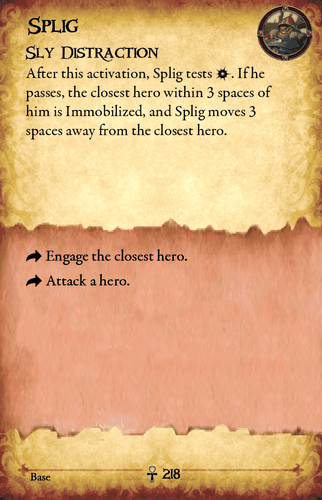 Splig
Sly Distraction
After this activation, Splig tests . If he
passes, the closest hero within 3 spaces of
him is Immobilized, and Splig moves 3
spaces away from the closest hero.
Engage the closest hero.
Attack a hero.
Base
218